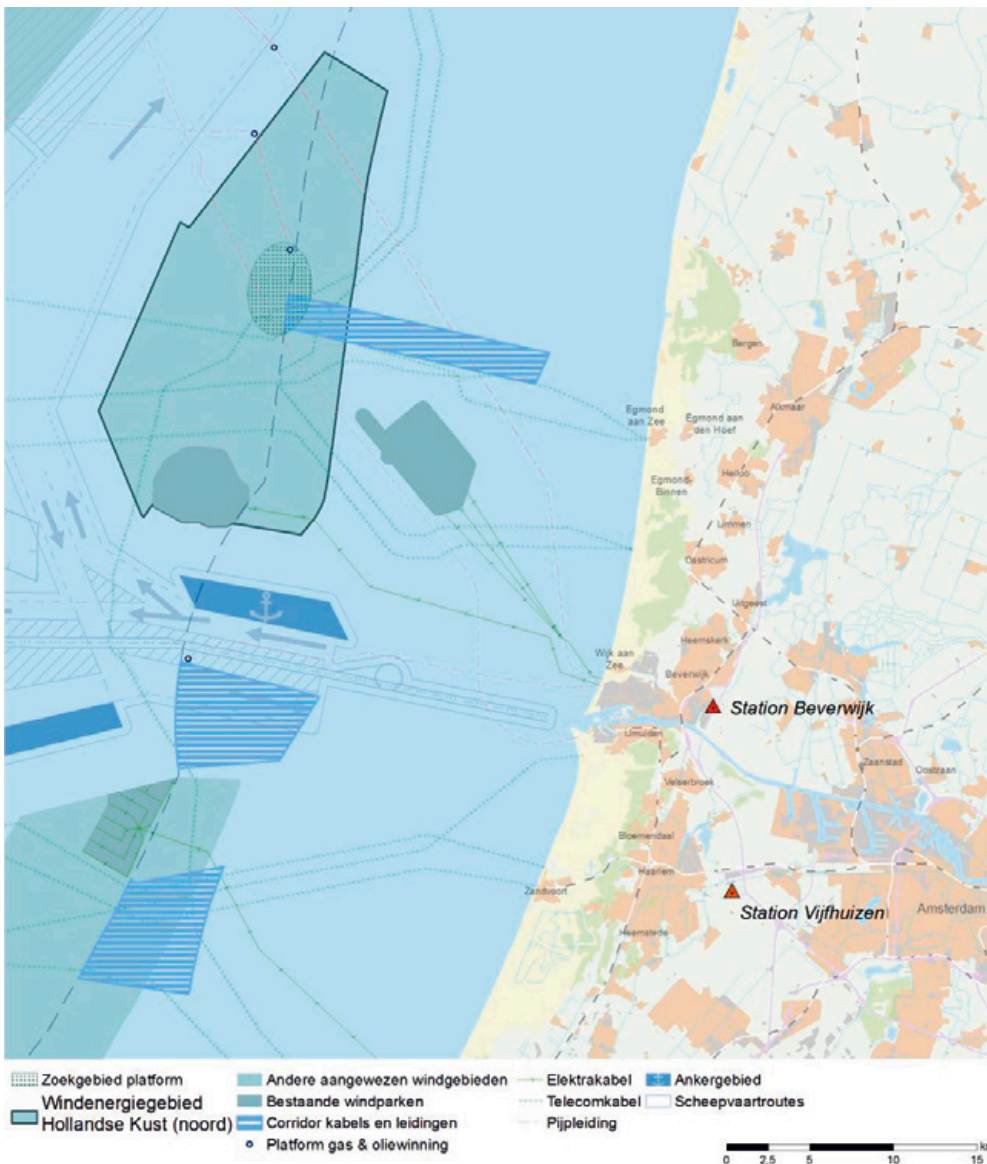 Bergen
Alkmaar
Egmond
aan Zee
Egmond aan
den Hoef
Heiloo
Egmond-
Binnen
Limmen
Castricum
Uitgeest
Heemskerk
Wijk aan
Zee
Beverwijk
Station Beverwijk
IJmuiden
Zaanstad
Oostzaan
Velserbroek
Bloemendaal
Haarlem
Zandvoort
Station Vijfhuizen
Amsterdam
Heemstede
Zoekgebied platform
Windenergiegebied
Hollandse Kust (noord)
Andere aangewezen windgebieden
Bestaande windparken
Corridor kabels en leidingen
Platform gas & oliewinning
Elektrakabel
Telecomkabel
Pijpleiding
Ankergebied
Scheepvaartroutes
km
0 2.5 5 10 15